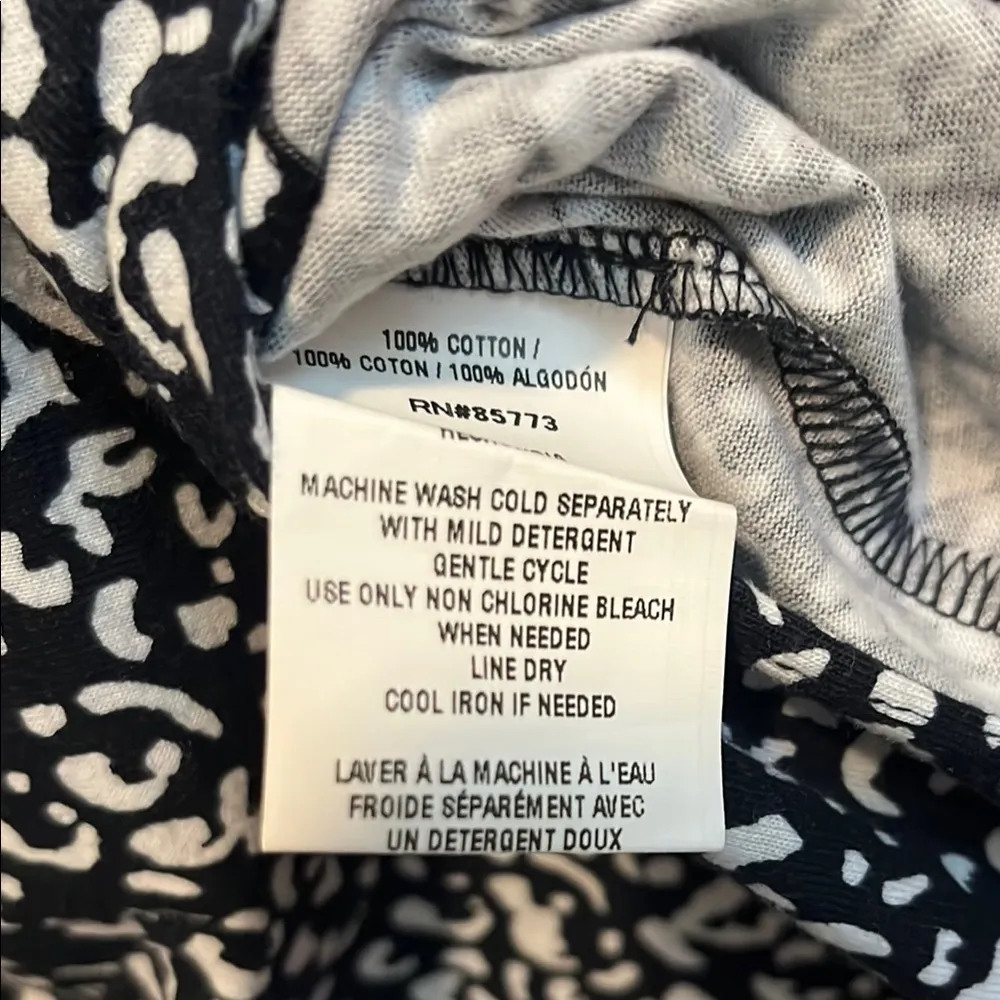 100% COTTON /
100% COTON / 100% ALGODÓN
RN#85773
MACHINE WASH COLD SEPARATELY
WITH MILD DETERGENT
GENTLE CYCLE
USE ONLY NON CHLORINE BLEACH
WHEN NEEDED
LINE DRY
COOL IRON IF NEEDED
LAVER À LA MACHINE À L'EAU
FROIDE SÉPARÉMENT AVEC
UN DETERGENT DOUX